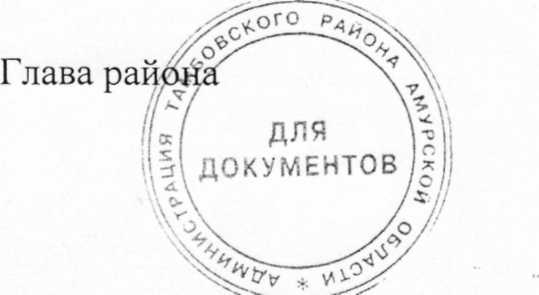 Глава района
АДМИНИСТРАЦИЯ ТАМБОВСКОГО РАЙОНА АМУРСКОЙ ОБЛАСТИ *
ДЛЯ
ДОКУМЕНТОВ